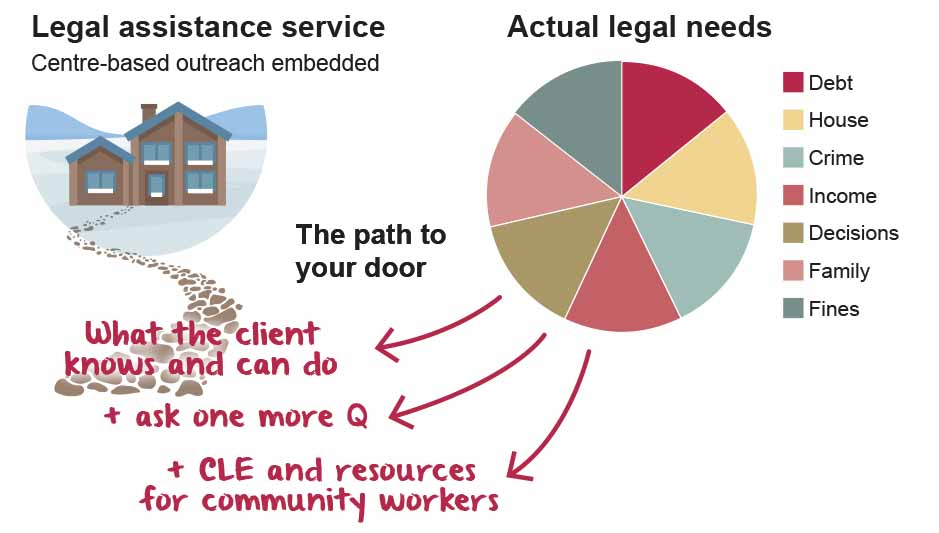 Legal assistance service
Centre-based outreach embedded
Actual legal needs
Debt
House
Crime
Income
Decisions
Family
Fines
The path to
your door
What the client
knows and can do
+ ask one more Q
+ CLE and resources
for community workers